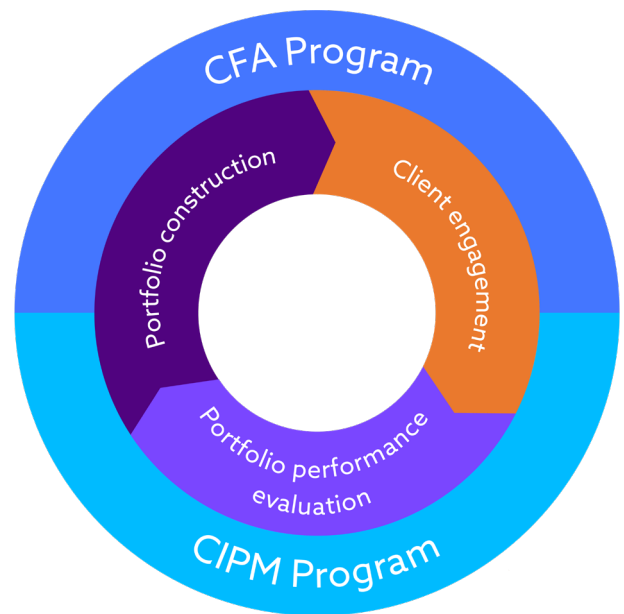 CFA Program
Portfolio construction
Client engagement
Portfolio performance
evaluation
CIPM Program